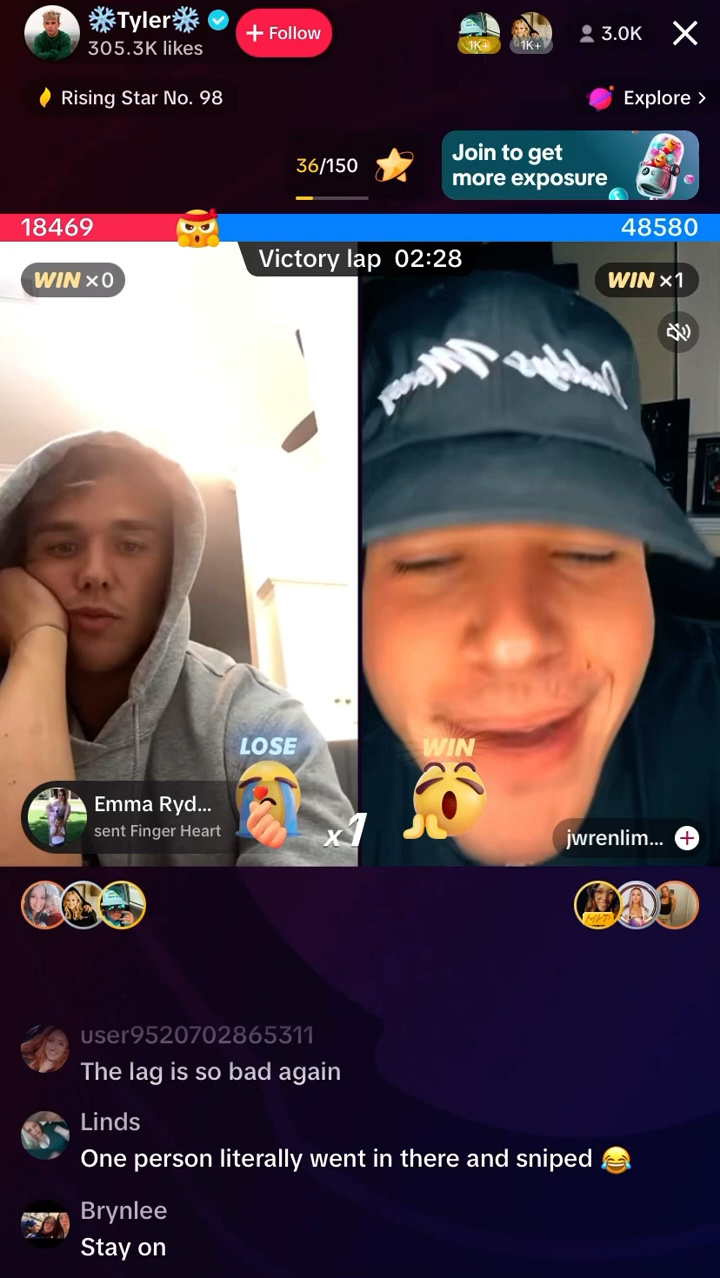 ❄️Tyler❄️
305.3K likes
+ Follow
1K+
1K+
3.0K
Rising Star No. 98
Explore >
36/150
Join to get
more exposure
18469
48580
Victory lap 02:28
WIN ×0
WIN ×1
Daddys Money
LOSE
WIN
Emma Ryd...
sent Finger Heart
x1
jwrenlim...
MVP
user9520702865311
The lag is so bad again
Linds
One person literally went in there and sniped 😂
Brynlee
Stay on